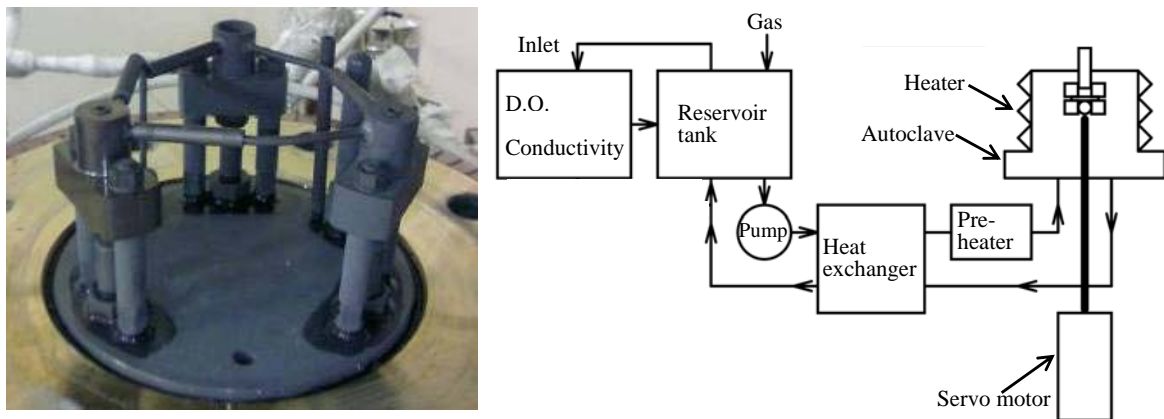 Gas
Inlet
D.O.
Conductivity
Reservoir
tank
Heater
Autoclave
Pump
Heat
exchanger
Pre-
heater
Servo motor